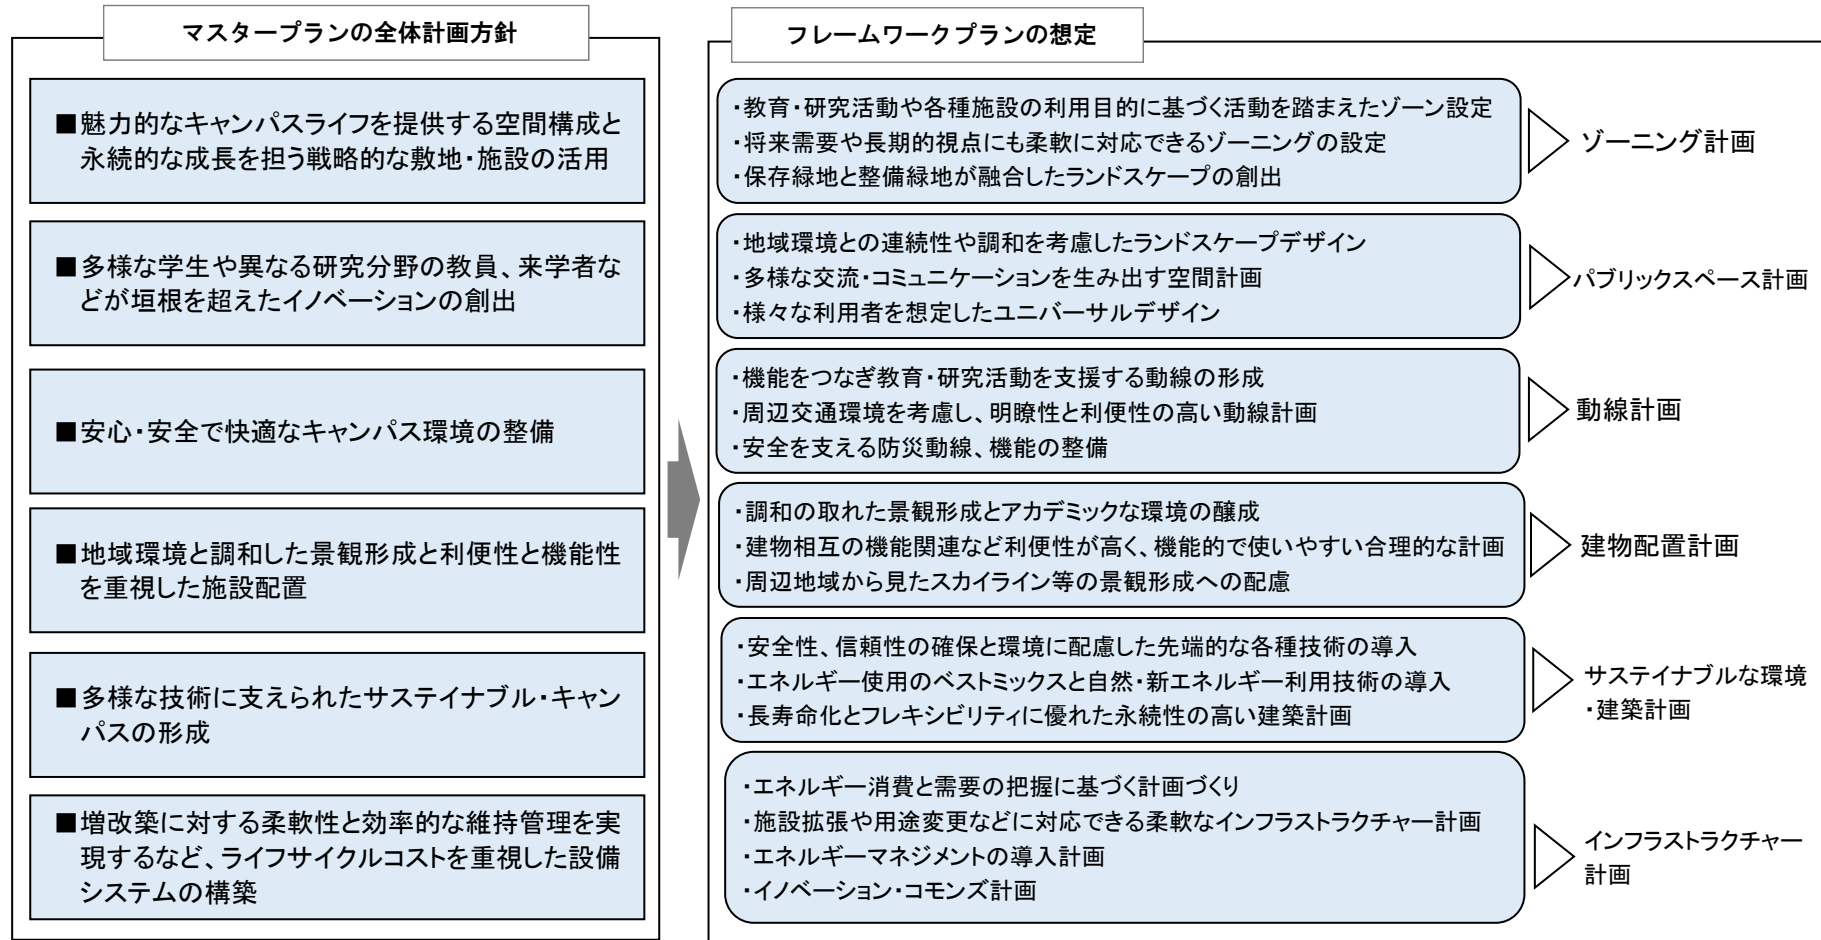 マスタープランの全体計画方針
■魅力的なキャンパスライフを提供する空間構成と
永続的な成長を担う戦略的な敷地・施設の活用
■多様な学生や異なる研究分野の教員、来学者な
どが垣根を超えたイノベーションの創出
■安心・安全で快適なキャンパス環境の整備
■地域環境と調和した景観形成と利便性と機能性
を重視した施設配置
■多様な技術に支えられたサステイナブル・キャン
パスの形成
■増改築に対する柔軟性と効率的な維持管理を実
現するなど、ライフサイクルコストを重視した設備
システムの構築
フレームワークプランの想定
・教育・研究活動や各種施設の利用目的に基づく活動を踏まえたゾーン設定
・将来需要や長期的視点にも柔軟に対応できるゾーニングの設定
・保存緑地と整備緑地が融合したランドスケープの創出
ゾーニング計画
・地域環境との連続性や調和を考慮したランドスケープデザイン
・多様な交流・コミュニケーションを生み出す空間計画
・様々な利用者を想定したユニバーサルデザイン
パブリックスペース計画
・機能をつなぎ教育・研究活動を支援する動線の形成
・周辺交通環境を考慮し、明瞭性と利便性の高い動線計画
・安全を支える防災動線、機能の整備
動線計画
・調和の取れた景観形成とアカデミックな環境の醸成
・建物相互の機能関連など利便性が高く、機能的で使いやすい合理的な計画
・周辺地域から見たスカイライン等の景観形成への配慮
建物配置計画
・安全性、信頼性の確保と環境に配慮した先端的な各種技術の導入
・エネルギー使用のベストミックスと自然・新エネルギー利用技術の導入
・長寿命化とフレキシビリティに優れた永続性の高い建築計画
サステイナブルな環境
・建築計画
・エネルギー消費と需要の把握に基づく計画づくり
・施設拡張や用途変更などに対応できる柔軟なインフラストラクチャー計画
・エネルギーマネジメントの導入計画
・イノベーション・コモンズ計画
インフラストラクチャー
計画